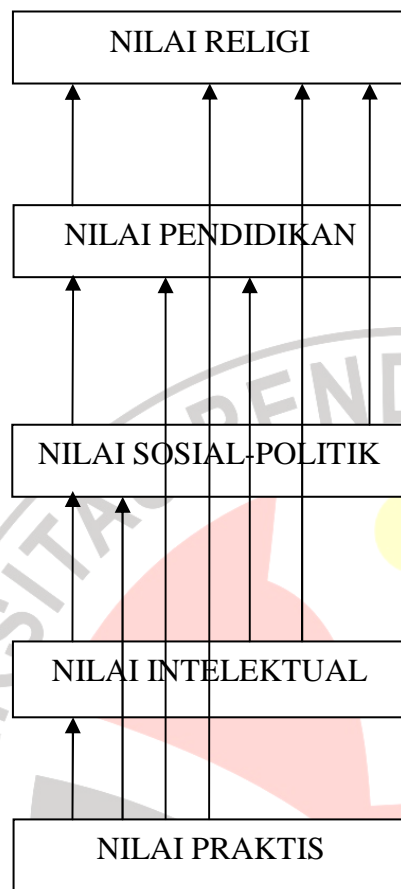 NILAI RELIGI
NILAI PENDIDIKAN
NILAI SOSIAL-POLITIK
NILAI INTELEKTUAL
NILAI PRAKTIS